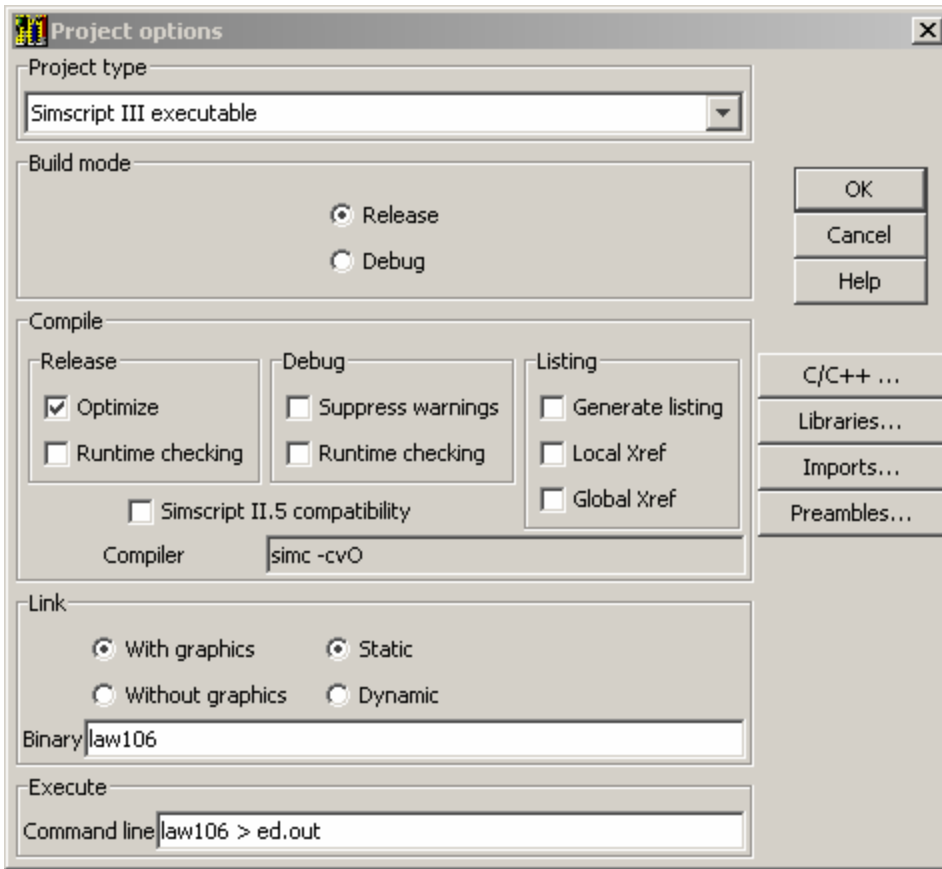 Project options
Project type
Simscript III executable
Build mode
Release
Debug
OK
Cancel
Help
Compile
Release
Debug
Listing
Optimize
Suppress warnings
Generate listing
Runtime checking
Runtime checking
Local Xref
Global Xref
Simscript II.5 compatibility
Compiler simc -cvO
C/C++ ...
Libraries...
Imports...
Preambles...
Link
With graphics
Static
Without graphics
Dynamic
Binary law106
Execute
Command line law106 > ed.out